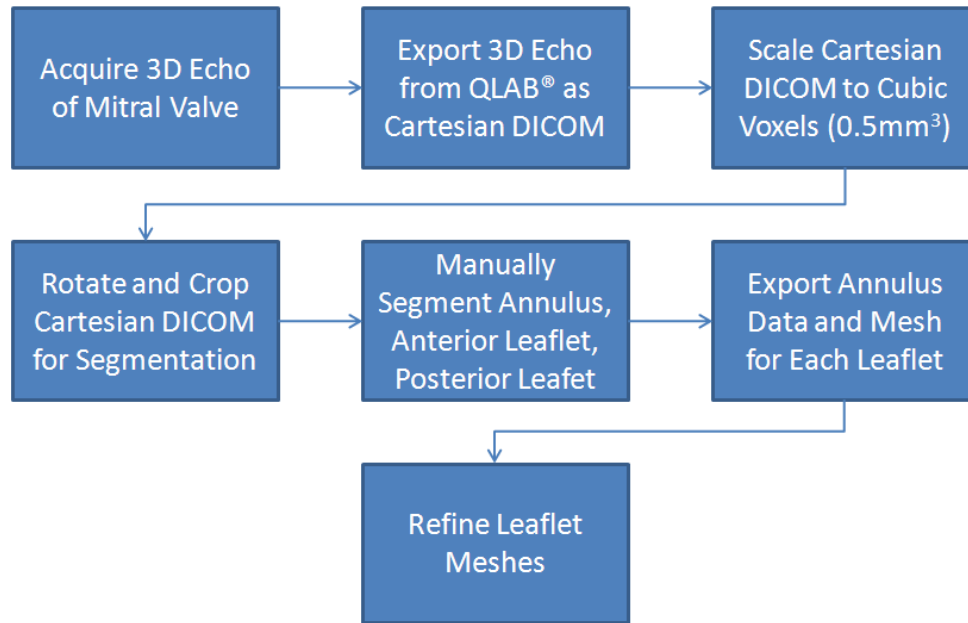 Acquire 3D Echo
of Mitral Valve
Export 3D Echo
from QLAB® as
Cartesian DICOM
Scale Cartesian
DICOM to Cubic
Voxels (0.5mm³)
Rotate and Crop
Cartesian DICOM
for Segmentation
Manually
Segment Annulus,
Anterior Leaflet,
Posterior Leafet
Export Annulus
Data and Mesh
for Each Leaflet
Refine Leaflet
Meshes